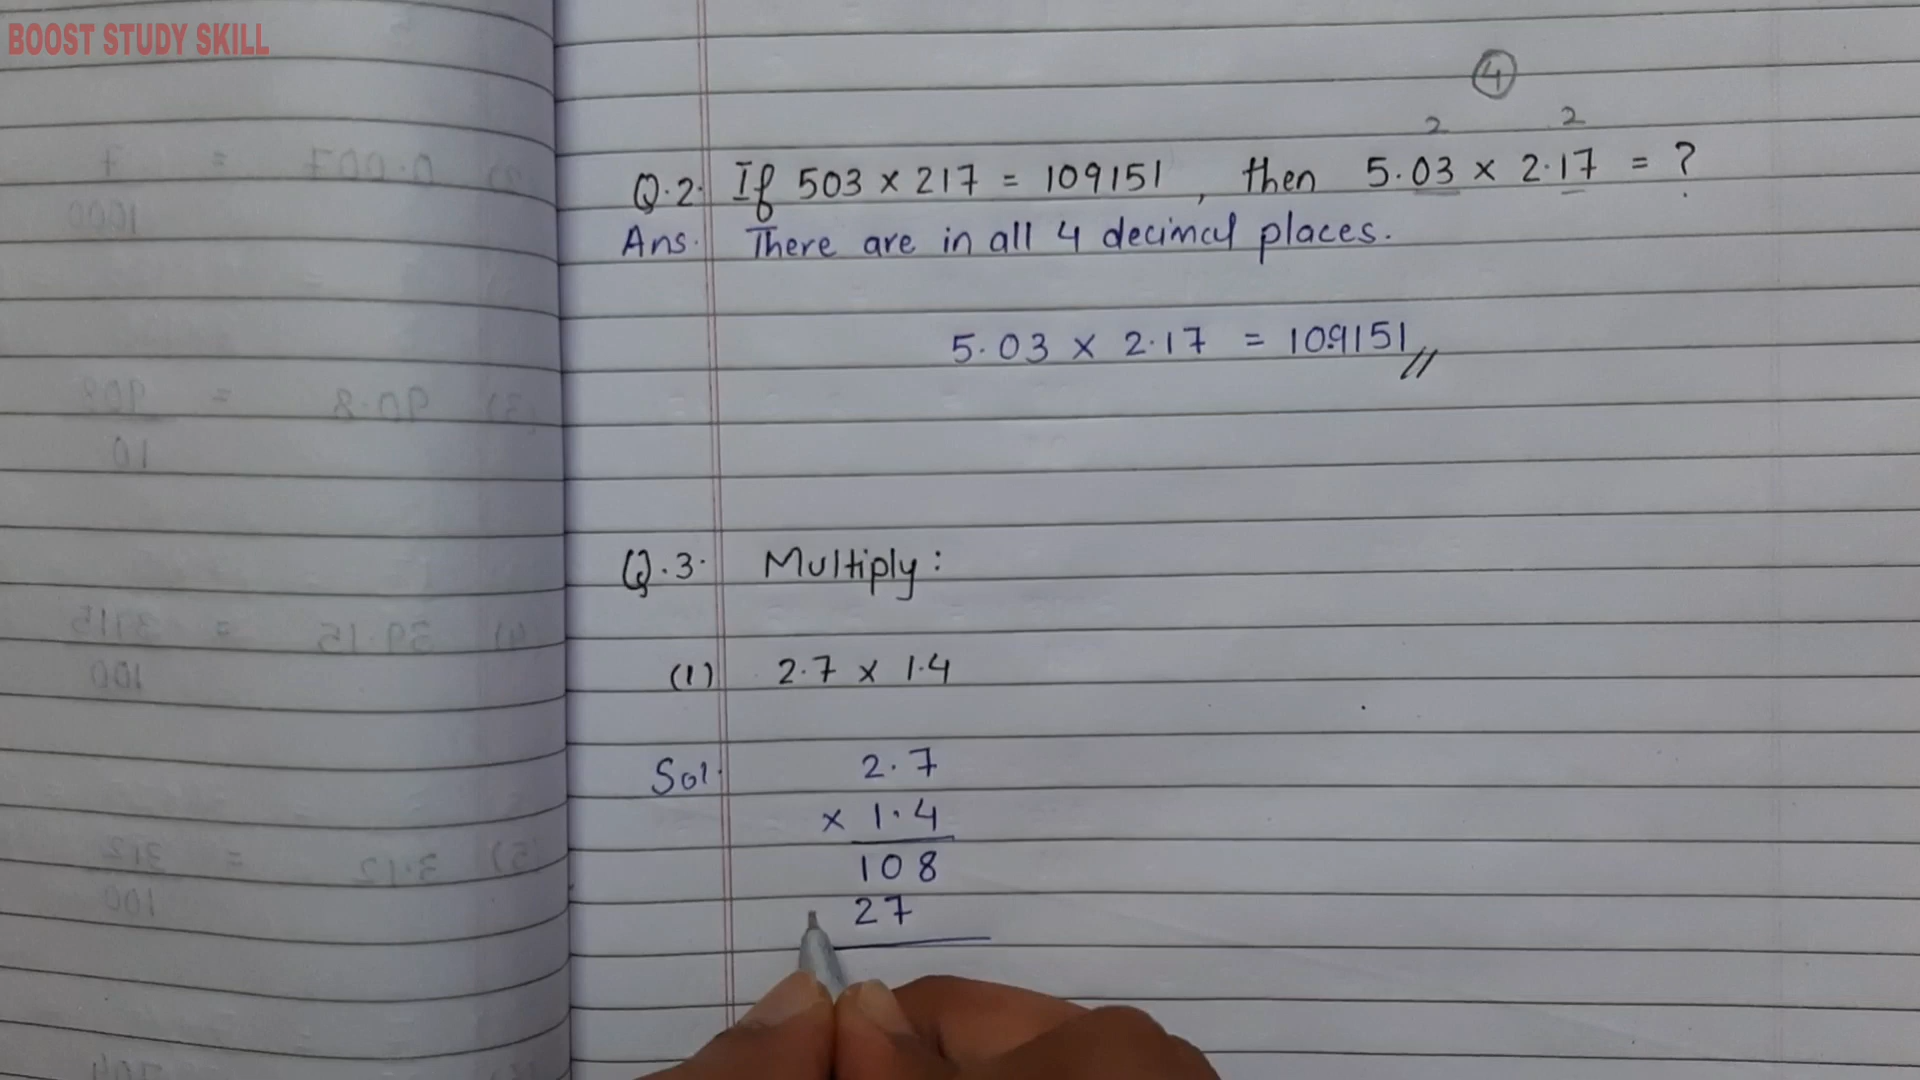 BOOST STUDY SKILL
4
2 2
Q.2. If 503 × 217 = 109151, then 5.03 × 2.17 = ?
Ans. There are in all 4 decimal places.
5.03 × 2.17 = 10.9151
Q.3. Multiply:
(1) 2.7 × 1.4
Sol. 2.7
× 1.4
108
27